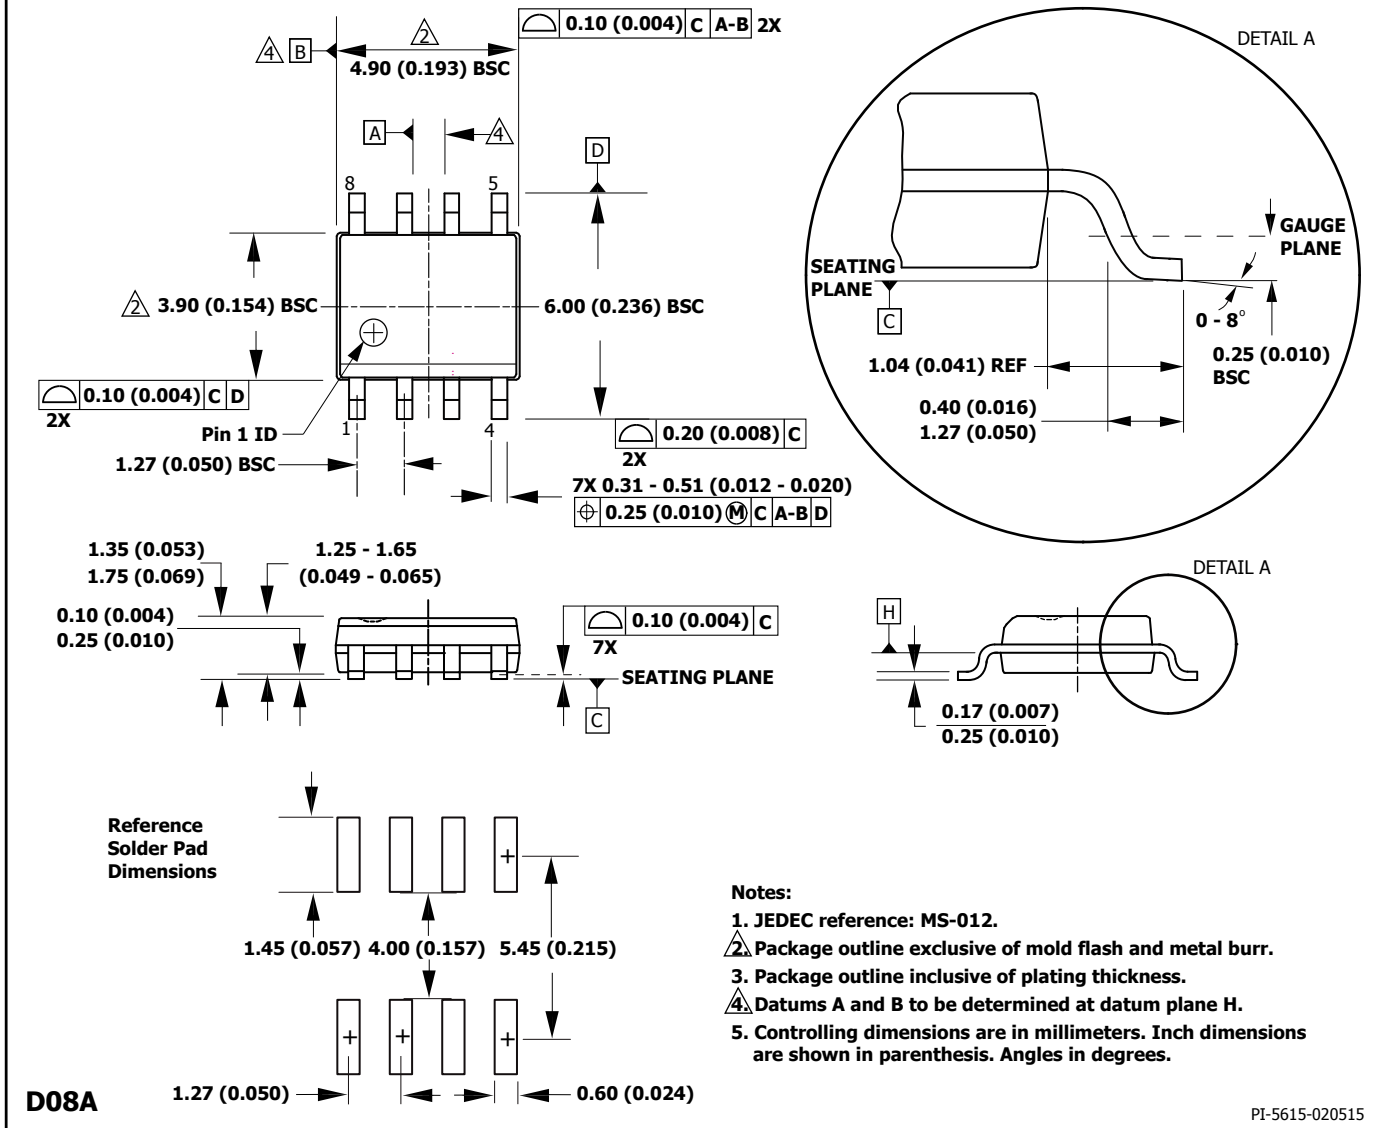 0.10 (0.004) C A-B 2X
DETAIL A
4 B
2
4.90 (0.193) BSC
A 4
D
8 5
GAUGE
PLANE
SEATING
PLANE
C
2 3.90 (0.154) BSC
6.00 (0.236) BSC
0 - 8°
0.25 (0.010)
BSC
1.04 (0.041) REF
0.10 (0.004) C D
2X
0.40 (0.016)
1.27 (0.050)
Pin 1 ID
1 4
0.20 (0.008) C
2X
1.27 (0.050) BSC
7X 0.31 - 0.51 (0.012 - 0.020)
0.25 (0.010) M C A-B D
1.35 (0.053)
1.75 (0.069)
1.25 - 1.65
(0.049 - 0.065)
DETAIL A
0.10 (0.004)
0.25 (0.010)
0.10 (0.004) C
7X
H
SEATING PLANE
C
0.17 (0.007)
0.25 (0.010)
Reference
Solder Pad
Dimensions
1.45 (0.057) 4.00 (0.157) 5.45 (0.215)
1.27 (0.050)
0.60 (0.024)
Notes:
1. JEDEC reference: MS-012.
2. Package outline exclusive of mold flash and metal burr.
3. Package outline inclusive of plating thickness.
4. Datums A and B to be determined at datum plane H.
5. Controlling dimensions are in millimeters. Inch dimensions
are shown in parenthesis. Angles in degrees.
D08A
PI-5615-020515